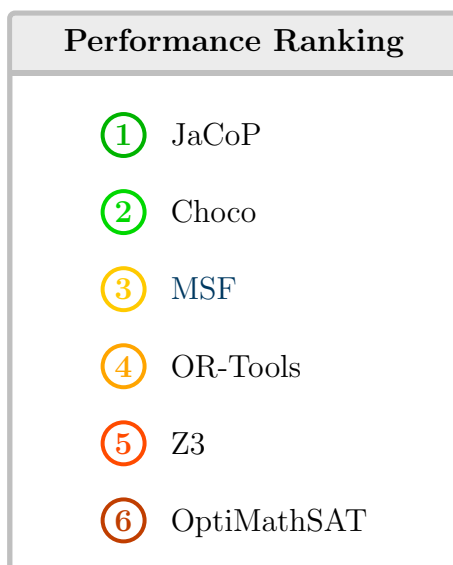 Performance Ranking
1 JaCoP
2 Choco
3 MSF
4 OR-Tools
5 Z3
6 OptiMathSAT